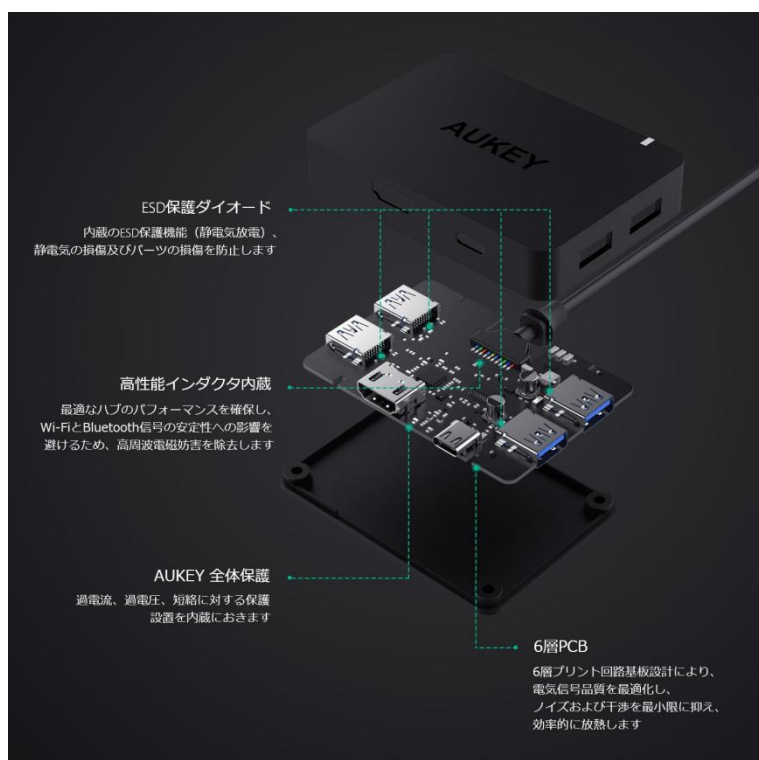 AUKEY
ESD保護ダイオード
内蔵のESD保護機能（静電気放電）、
静電気の損傷及びパーツの損傷を防止します
高性能インダクタ内蔵
最適なハブのパフォーマンスを確保し、
Wi-FiとBluetooth信号の安定性への影響を
避けるため、高周波電磁妨害を除去します
AUKEY 全体保護
過電流、過電圧、短絡に対する保護
設置を内蔵におきます
6層PCB
6層プリント回路基板設計により、
電気信号品質を最適化し、
ノイズおよび干渉を最小限に抑え、
効率的に放熱します